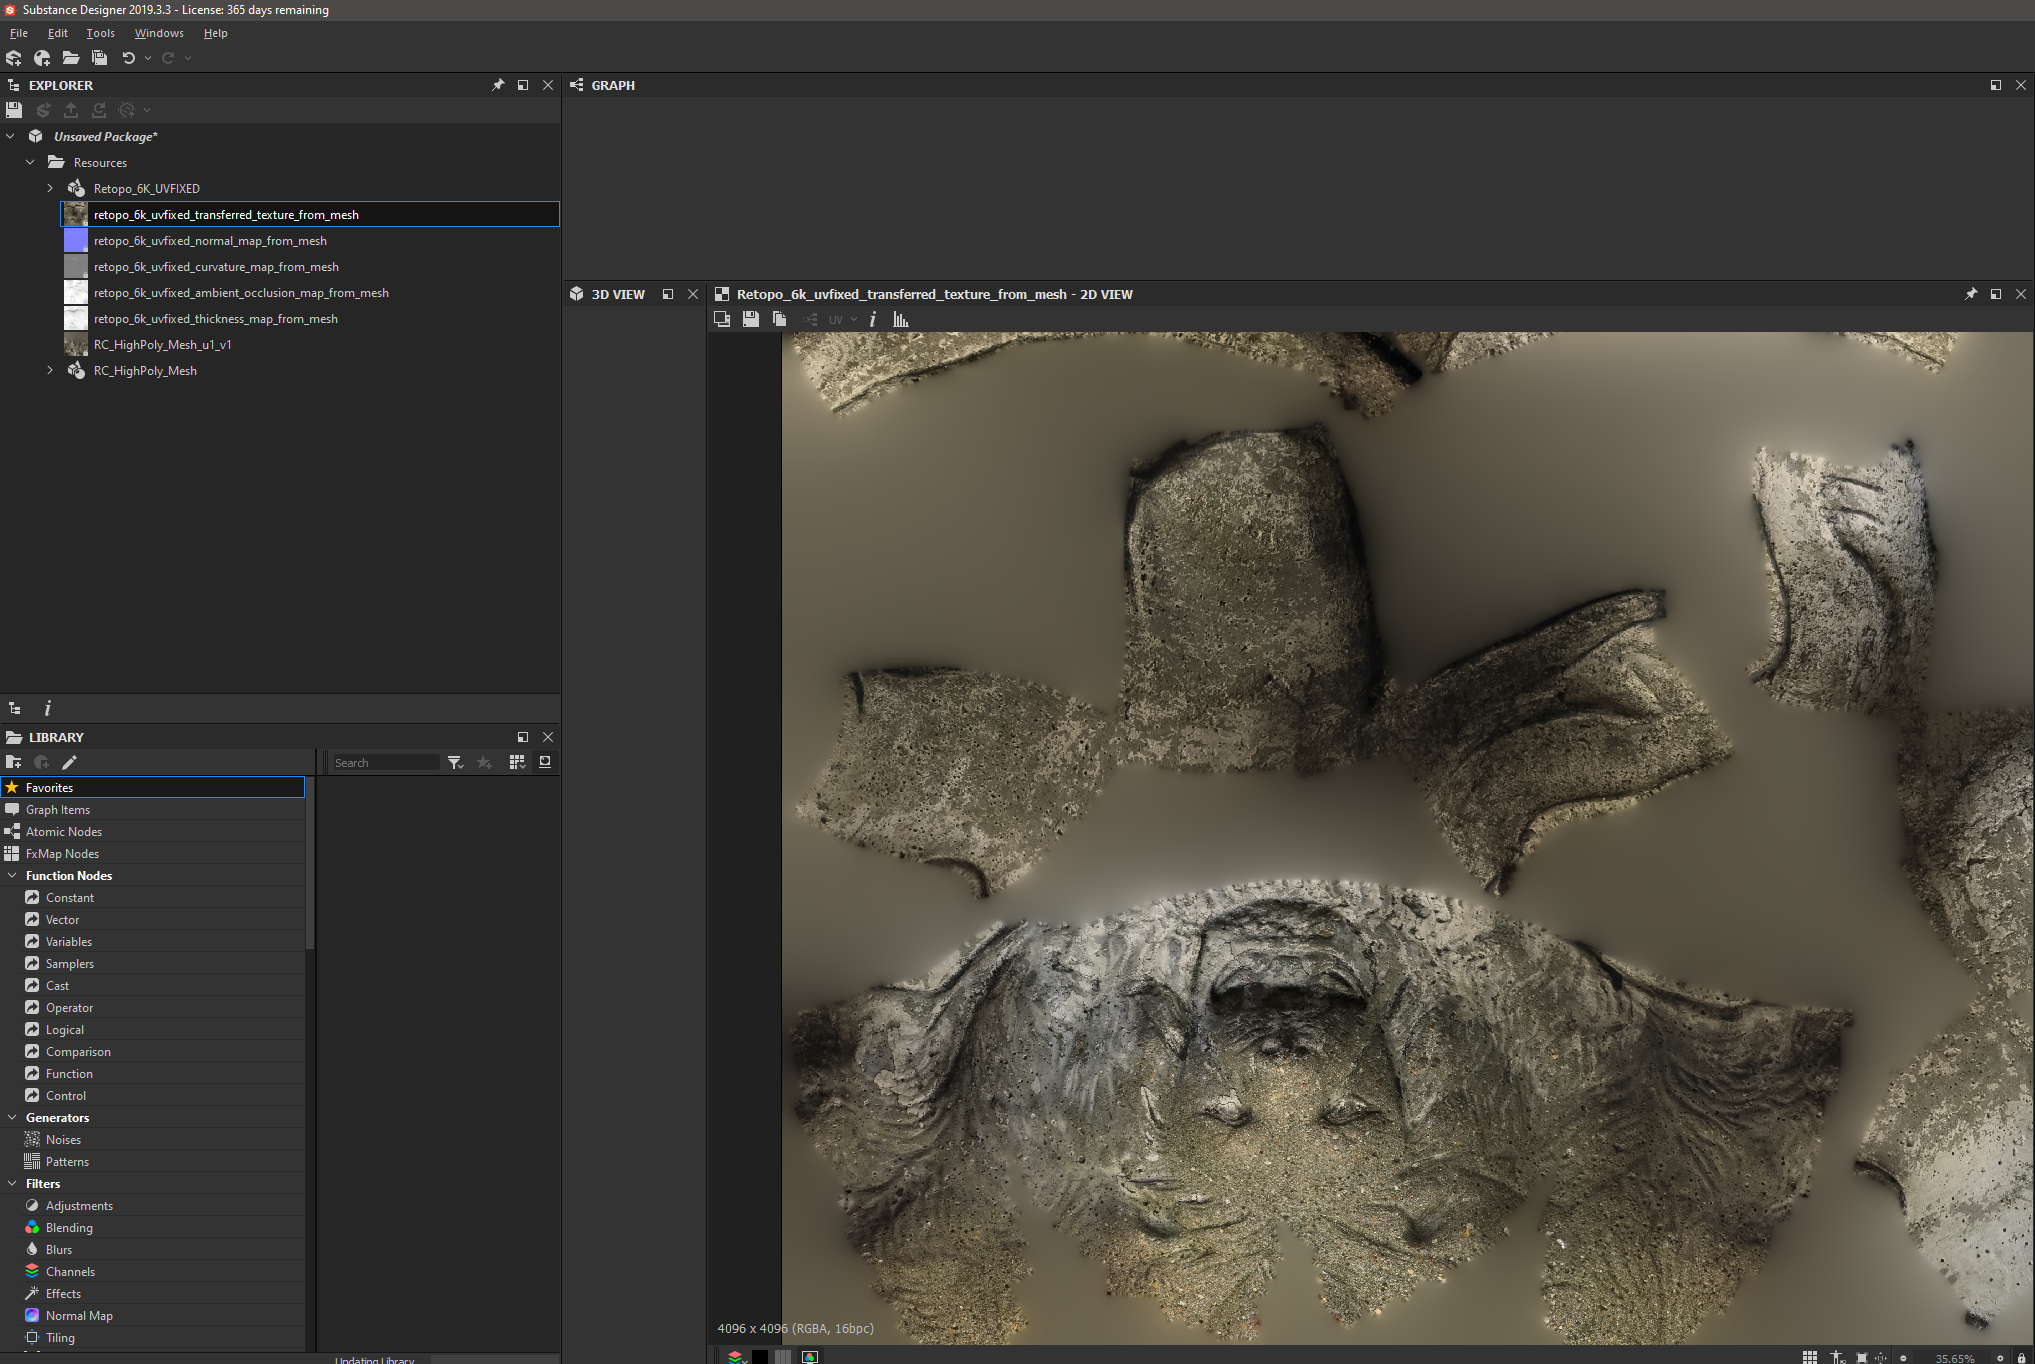 Substance Designer 2019.3.3 - License: 365 days remaining
File Edit Tools Windows Help
EXPLORER
GRAPH
Unsaved Package*
Resources
Retopo_6K_UVFIXED
retopo_6k_uvfixed_transferred_texture_from_mesh
retopo_6k_uvfixed_normal_map_from_mesh
retopo_6k_uvfixed_curvature_map_from_mesh
retopo_6k_uvfixed_ambient_occlusion_map_from_mesh
retopo_6k_uvfixed_thickness_map_from_mesh
RC_HighPoly_Mesh_u1_v1
RC_HighPoly_Mesh
3D VIEW
Retopo_6k_uvfixed_transferred_texture_from_mesh - 2D VIEW
UV
i
i
LIBRARY
Search
Favorites
Graph Items
Atomic Nodes
FxMap Nodes
Function Nodes
Constant
Vector
Variables
Samplers
Cast
Operator
Logical
Comparison
Function
Control
Generators
Noises
Patterns
Filters
Adjustments
Blending
Blurs
Channels
Effects
Normal Map
Tiling
4096 x 4096 (RGBA, 16bpc)
Updating Library
35.65%